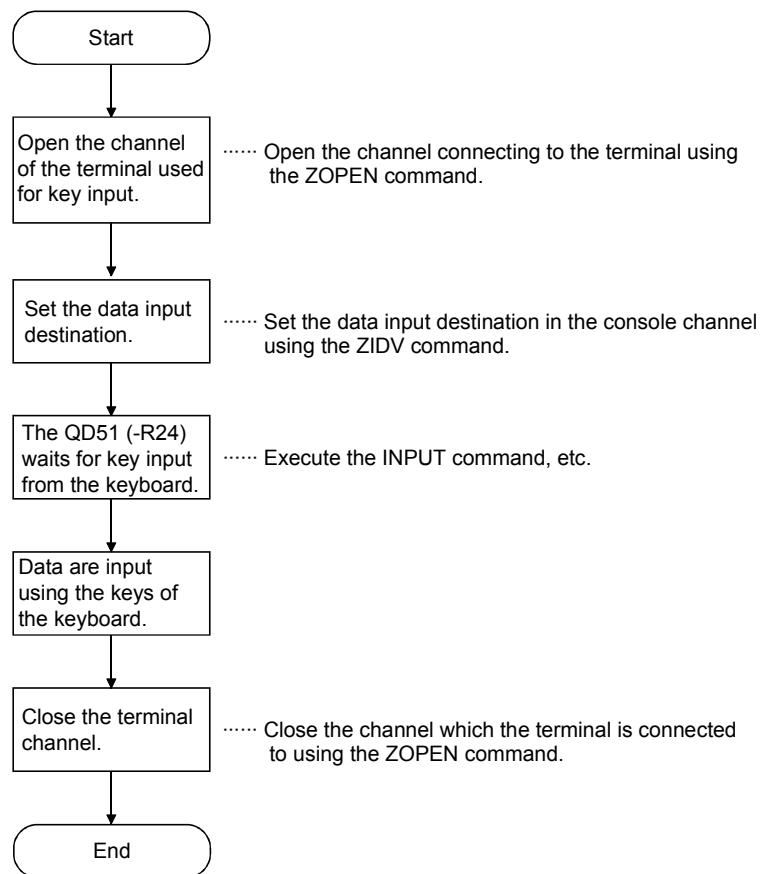 Start
Open the channel
of the terminal used
for key input.
...... Open the channel connecting to the terminal using
the ZOPEN command.
Set the data input
destination.
...... Set the data input destination in the console channel
using the ZIDV command.
The QD51 (-R24)
waits for key input
from the keyboard.
...... Execute the INPUT command, etc.
Data are input
using the keys of
the keyboard.
Close the terminal
channel.
...... Close the channel which the terminal is connected
to using the ZOPEN command.
End